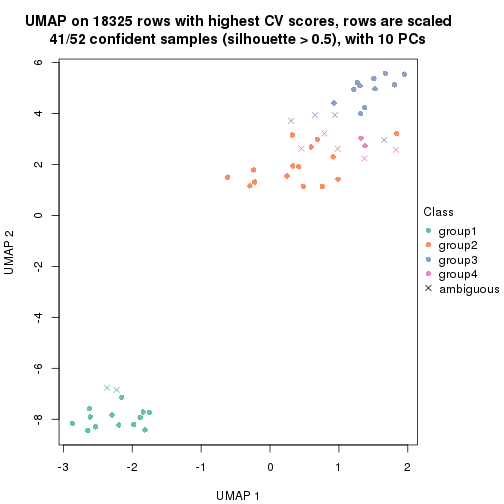 UMAP on 18325 rows with highest CV scores, rows are scaled
41/52 confident samples (silhouette > 0.5), with 10 PCs
6
4
2
0
-2
-4
-6
-8
UMAP 2
-3
-2
-1
0
1
2
UMAP 1
Class
group1
group2
group3
group4
ambiguous